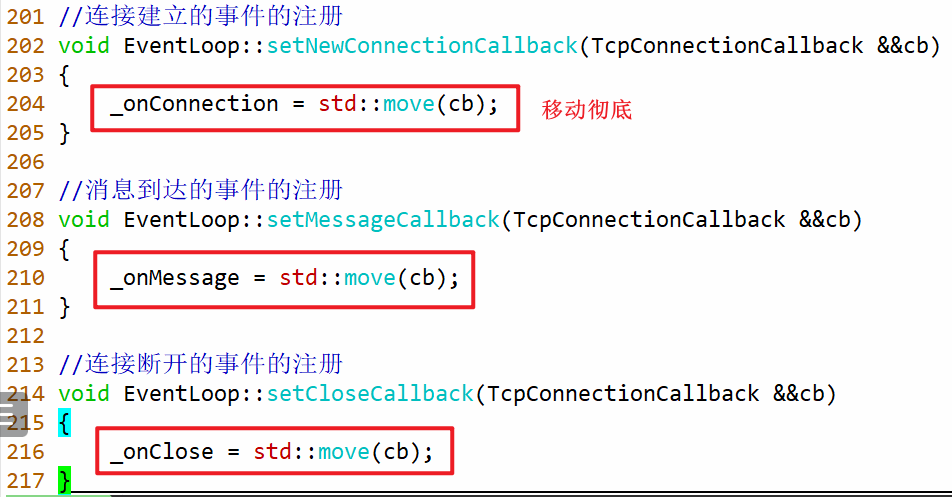 201 //连接建立的事件的注册
202 void EventLoop::setNewConnectionCallback(TcpConnectionCallback &&cb)
203 {
204     _onConnection = std::move(cb); 移动彻底
205 }
206
207 //消息到达的事件的注册
208 void EventLoop::setMessageCallback(TcpConnectionCallback &&cb)
209 {
210     _onMessage = std::move(cb);
211 }
212
213 //连接断开的事件的注册
214 void EventLoop::setCloseCallback(TcpConnectionCallback &&cb)
215 {
216     _onClose = std::move(cb);
217 }